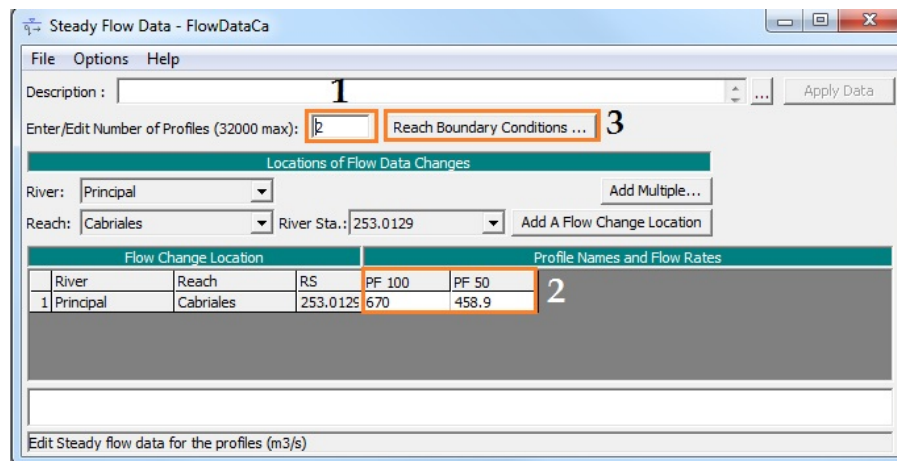 Steady Flow Data - FlowDataCa
File Options Help
Description : 1 ... Apply Data
Enter/Edit Number of Profiles (32000 max): 2 Reach Boundary Conditions ... 3
Locations of Flow Data Changes
River: Principal Add Multiple...
Reach: Cabriales River Sta.: 253.0129 Add A Flow Change Location
Flow Change Location Profile Names and Flow Rates
River Reach RS PF 100 PF 50 2
1 Principal Cabriales 253.0129 670 458.9
Edit Steady flow data for the profiles (m3/s)